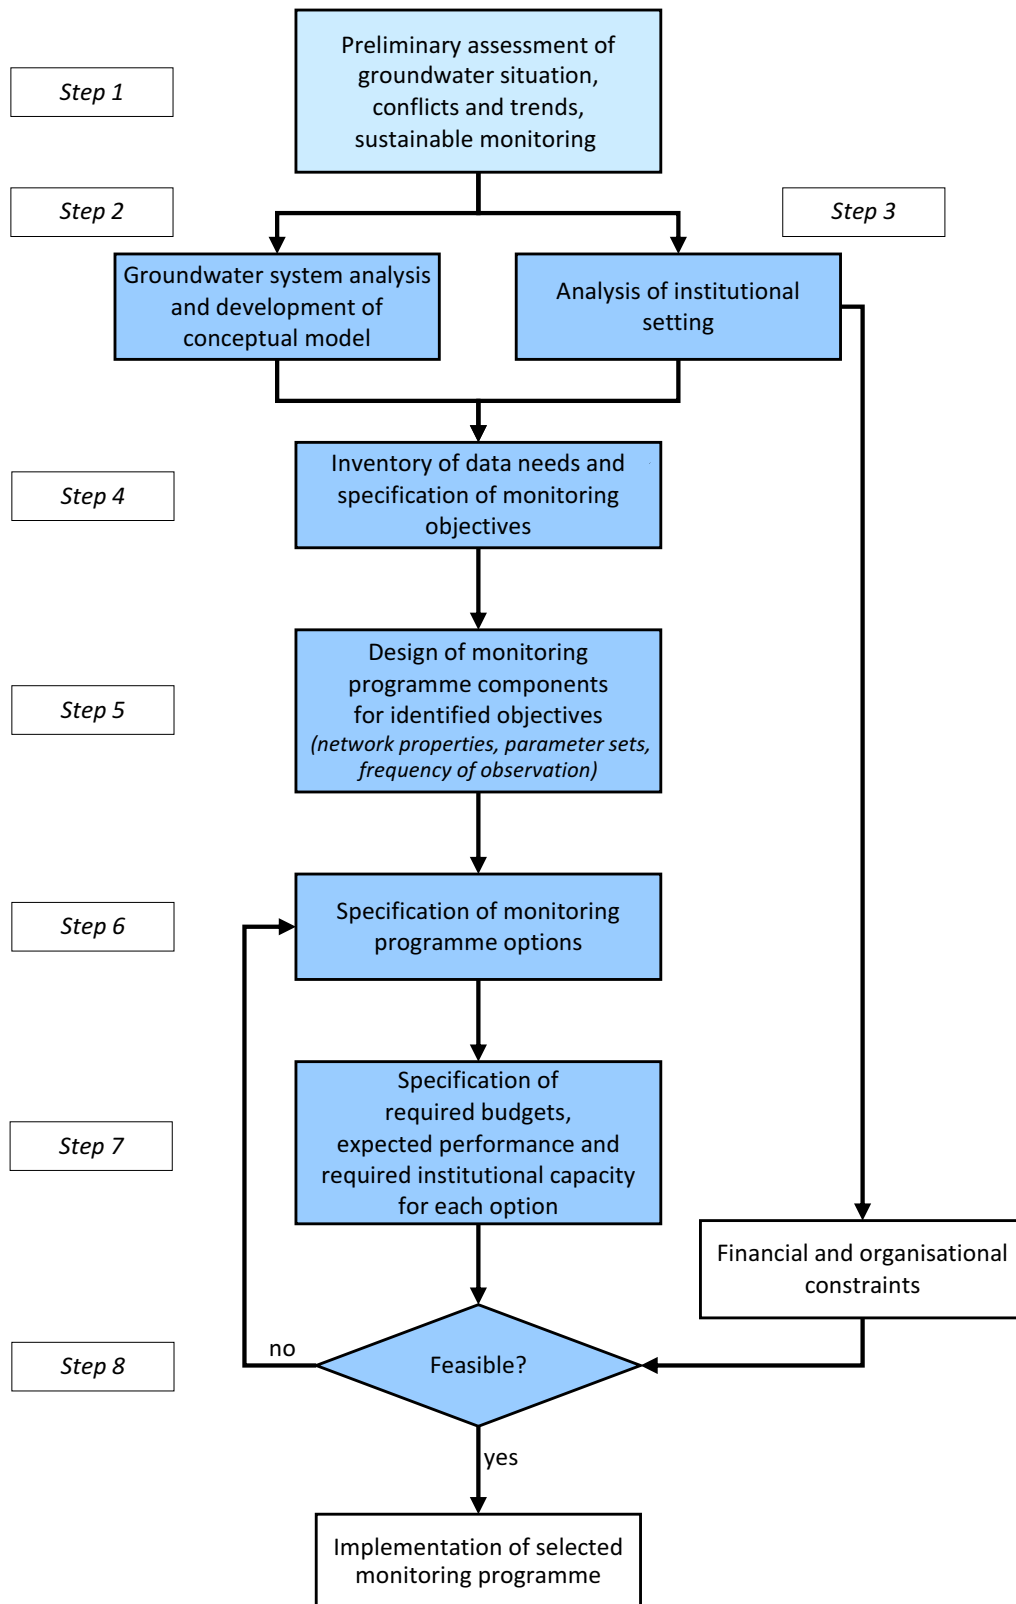 Step 1
Preliminary assessment of
groundwater situation,
conflicts and trends,
sustainable monitoring
Step 2
Step 3
Groundwater system analysis
and development of
conceptual model
Analysis of institutional
setting
Step 4
Inventory of data needs and
specification of monitoring
objectives
Step 5
Design of monitoring
programme components
for identified objectives
(network properties, parameter sets,
frequency of observation)
Step 6
Specification of monitoring
programme options
Step 7
Specification of
required budgets,
expected performance and
required institutional capacity
for each option
Financial and organisational
constraints
Step 8
no
Feasible?
yes
Implementation of selected
monitoring programme